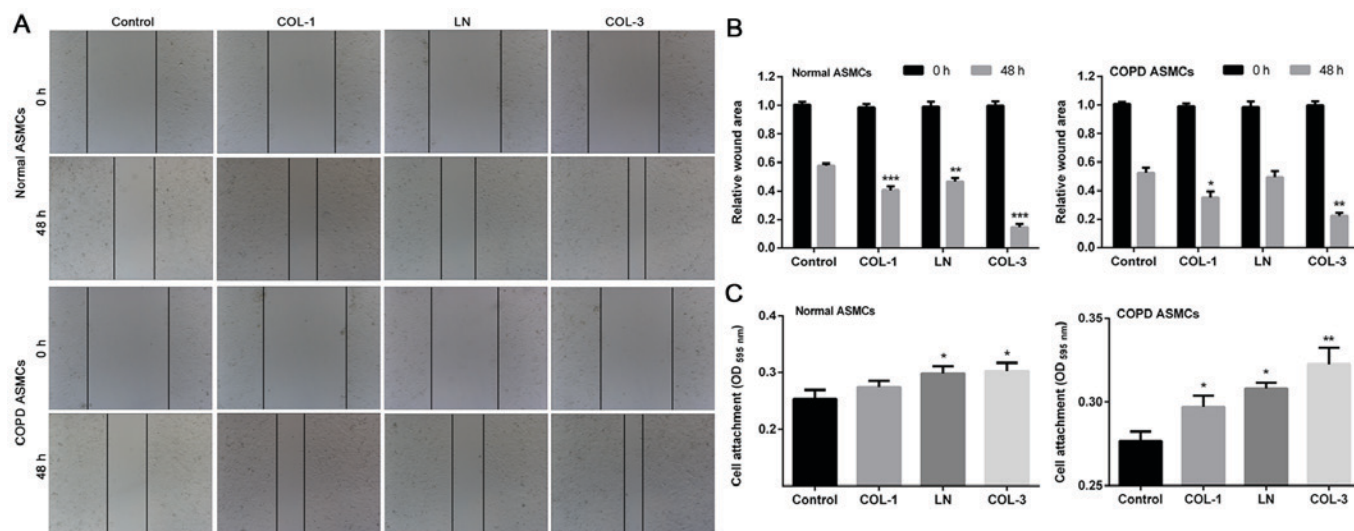 A
Control COL-1 LN COL-3
Normal ASMCs
0 h
48 h
COPD ASMCs
0 h
48 h
B
Normal ASMCs
0 h 48 h
Relative wound area
1.2
1.0
0.8
0.6
0.4
0.2
0.0
*** ** ***
Control COL-1 LN COL-3
COPD ASMCs
0 h 48 h
Relative wound area
1.2
1.0
0.8
0.6
0.4
0.2
0.0
* **
Control COL-1 LN COL-3
C
Normal ASMCs
Cell attachment (OD 595 nm)
0.4
0.3
0.2
* *
Control COL-1 LN COL-3
COPD ASMCs
Cell attachment (OD 595 nm)
0.35
0.30
0.25
* * **
Control COL-1 LN COL-3